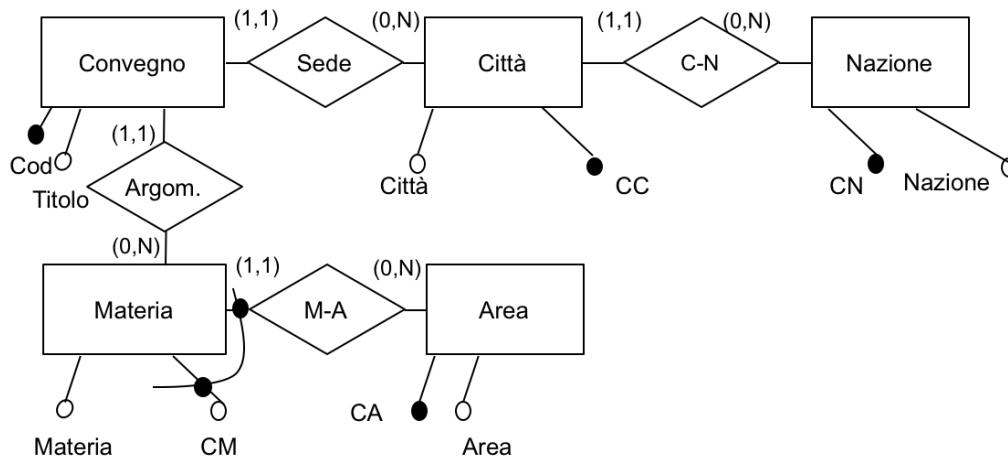 (1,1) (0,N) (1,1) (0,N)
Convegno Sede Città C-N Nazione
(1,1)
Cod Città CC CN Nazione
Titolo Argom.
(0,N) (1,1) (0,N)
Materia M-A Area
CA
Materia CM Area